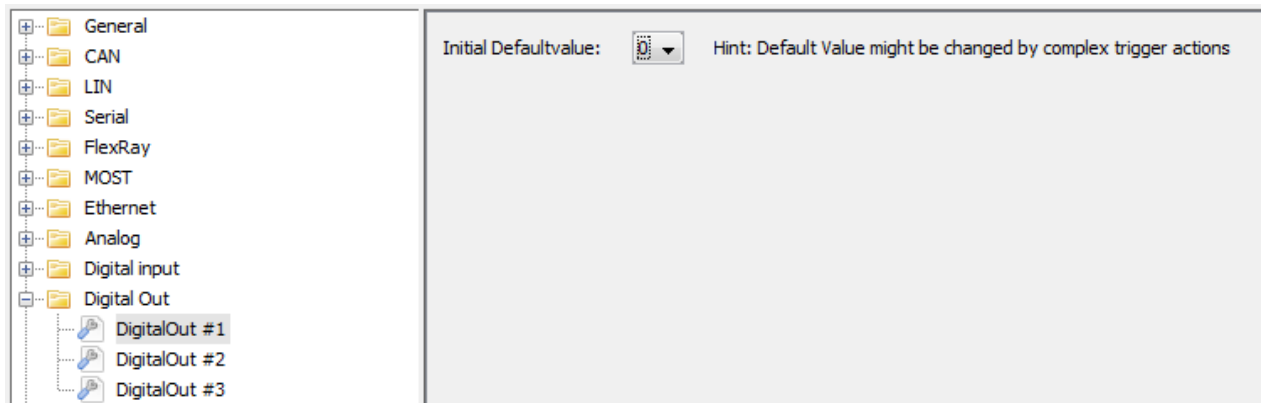 General
CAN
LIN
Serial
FlexRay
MOST
Ethernet
Analog
Digital input
Digital Out
DigitalOut #1
DigitalOut #2
DigitalOut #3
Initial Defaultvalue: 0 Hint: Default Value might be changed by complex trigger actions